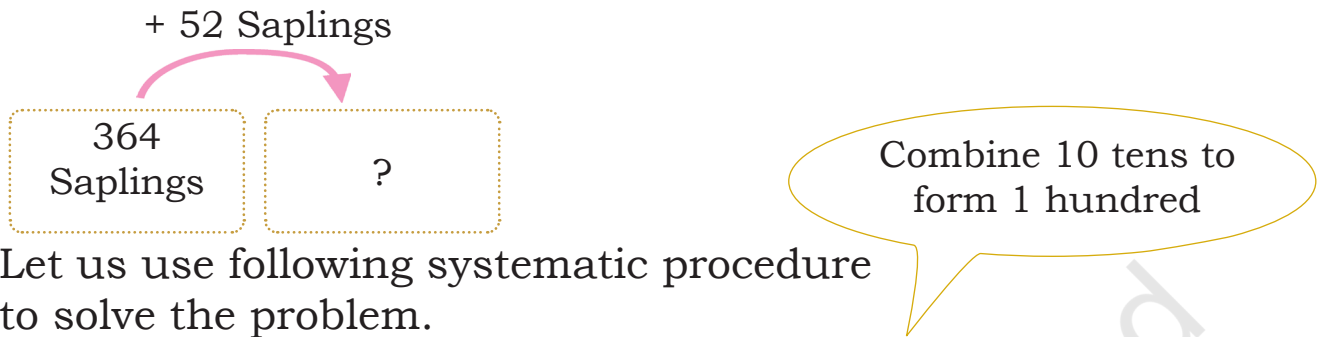 + 52 Saplings
364
Saplings
?
Combine 10 tens to
form 1 hundred
Let us use following systematic procedure
to solve the problem.